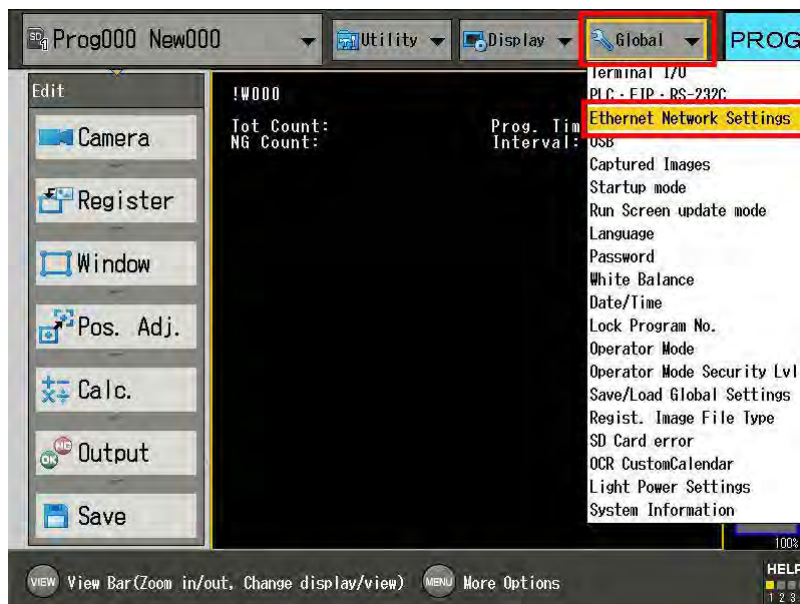 SD1 Prog000 New000
Utility
Display
Global
PROG
Edit
Camera
Register
Window
Pos. Adj.
Calc.
NG
OK
Output
Save
!W000
Tot Count:
NG Count:
Prog. Tim
Interval:
Terminal I/O
PLC · EIP · RS-232C
Ethernet Network Settings
USB
Captured Images
Startup mode
Run Screen update mode
Language
Password
White Balance
Date/Time
Lock Program No.
Operator Mode
Operator Mode Security Lvl
Save/Load Global Settings
Regist. Image File Type
SD Card error
OCR CustomCalendar
Light Power Settings
System Information
100%
VIEW View Bar(Zoom in/out, Change display/view) MENU More Options
HELP
1 2 3